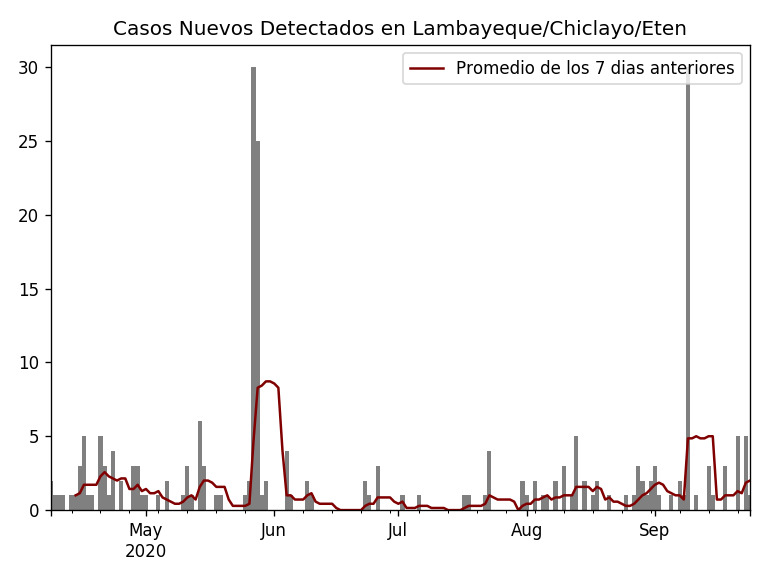 Casos Nuevos Detectados en Lambayeque/Chiclayo/Eten
Promedio de los 7 dias anteriores
30
25
20
15
10
5
0
May Jun Jul Aug Sep
2020